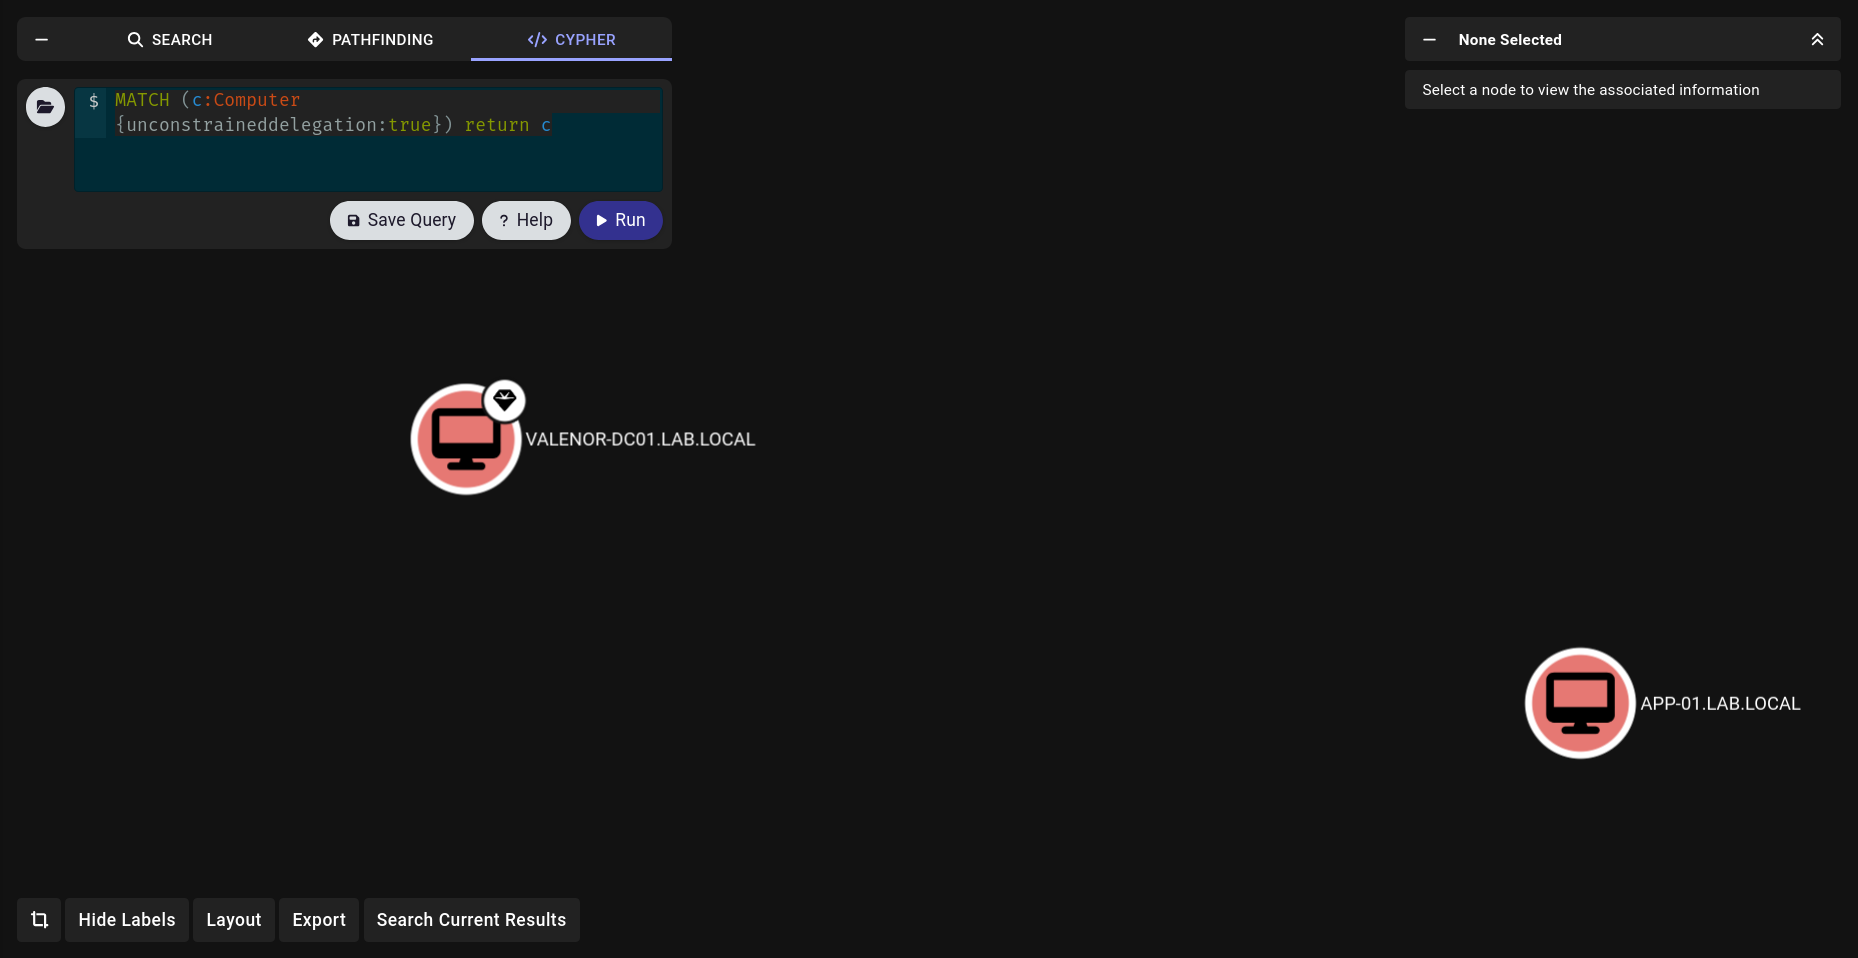 SEARCH
PATHFINDING
</> CYPHER
None Selected
$ MATCH (c:Computer
{unconstraineddelegation:true}) return c
Select a node to view the associated information
Save Query
? Help
Run
VALENOR-DC01.LAB.LOCAL
APP-01.LAB.LOCAL
Hide Labels
Layout
Export
Search Current Results